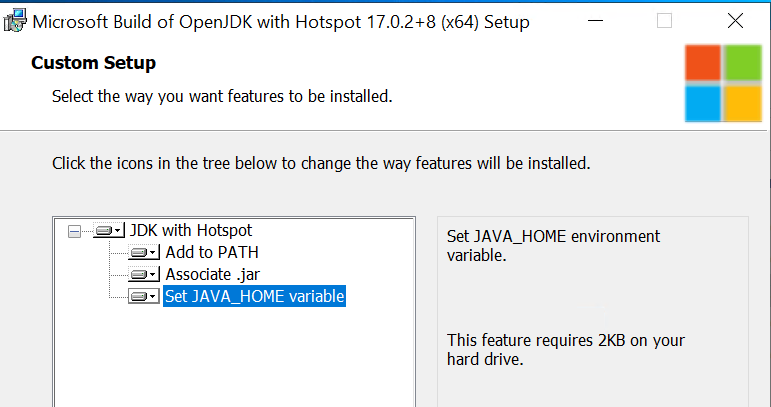 Microsoft Build of OpenJDK with Hotspot 17.0.2+8 (x64) Setup
Custom Setup
Select the way you want features to be installed.
Click the icons in the tree below to change the way features will be installed.
JDK with Hotspot
Add to PATH
Associate .jar
Set JAVA_HOME variable
Set JAVA_HOME environment
variable.
This feature requires 2KB on your
hard drive.